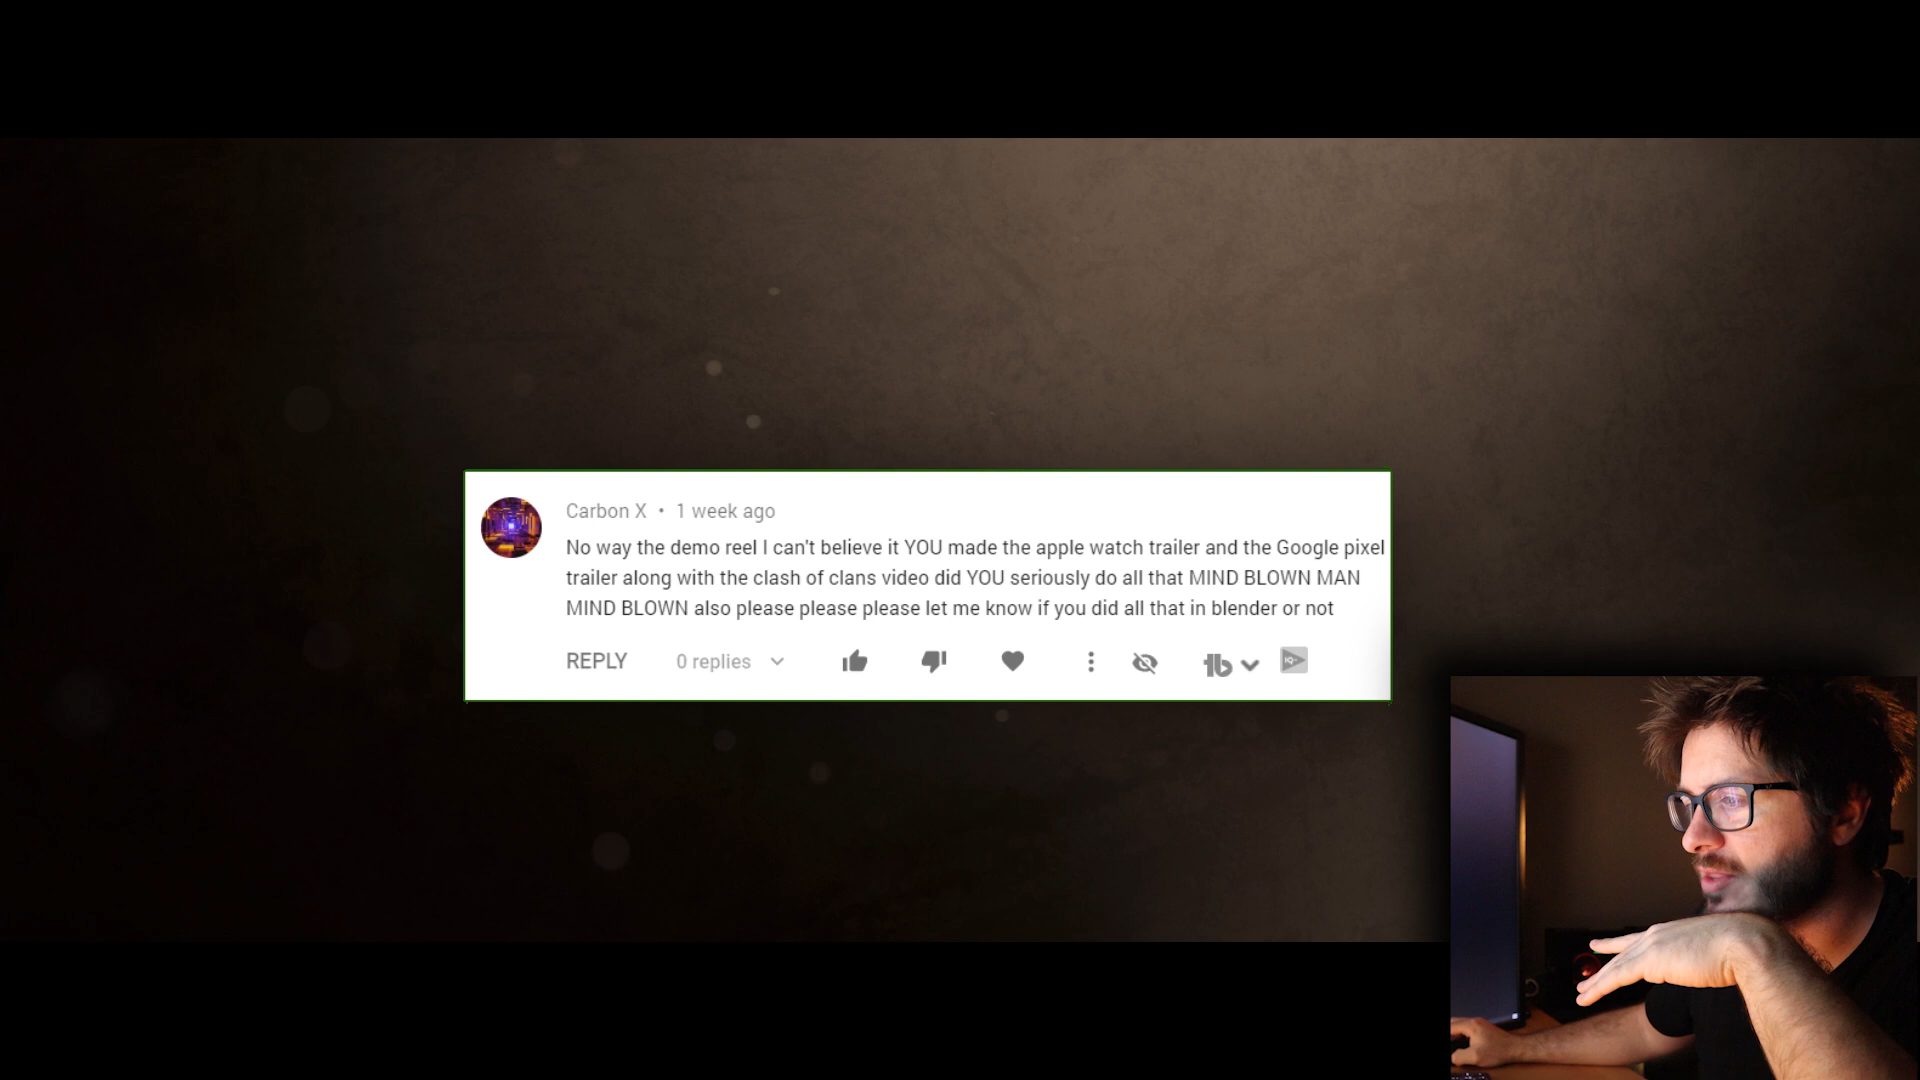 Carbon X • 1 week ago
No way the demo reel I can't believe it YOU made the apple watch trailer and the Google pixel
trailer along with the clash of clans video did YOU seriously do all that MIND BLOWN MAN
MIND BLOWN also please please please let me know if you did all that in blender or not
REPLY 0 replies